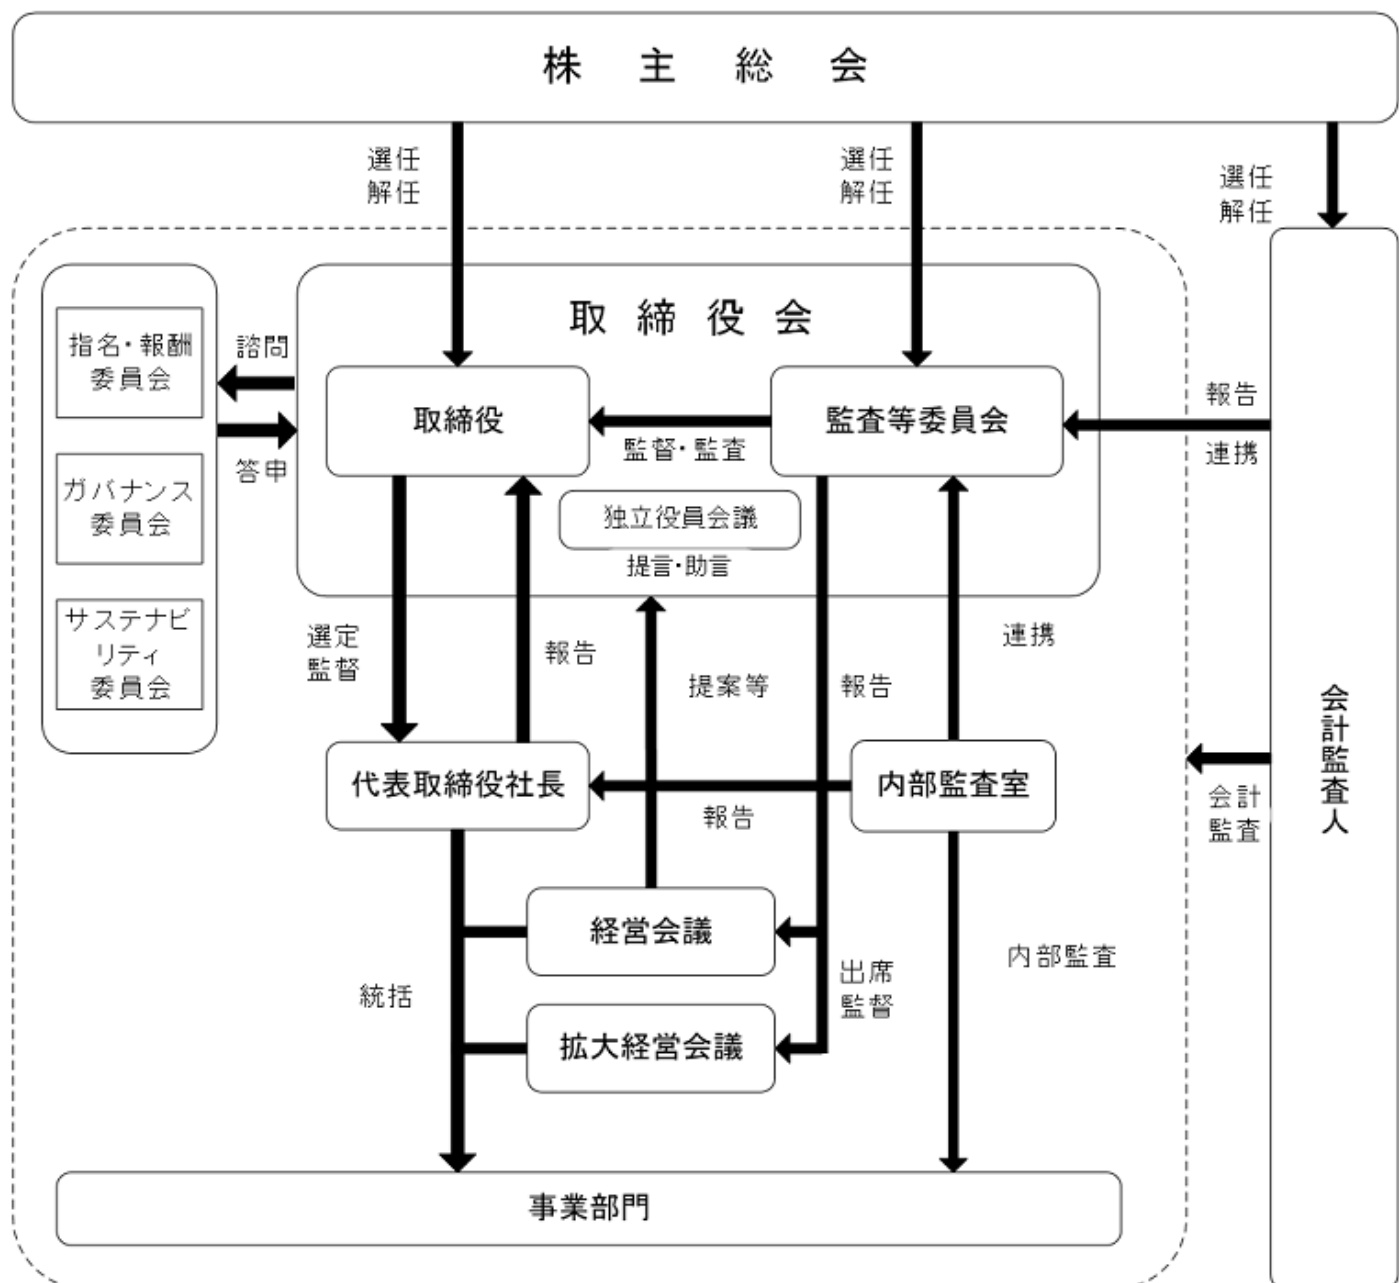 株主総会
選任
解任
選任
解任
選任
解任
取締役会
指名・報酬
委員会
諮問
答申
ガバナンス
委員会
サステナビ
リティ
委員会
取締役
監督・監査
監査等委員会
報告
連携
独立役員会議
提言・助言
選定
監督
報告
提案等
報告
連携
代表取締役社長
報告
内部監査室
会計
監査
会計監査人
経営会議
統括
出席
監督
内部監査
拡大経営会議
事業部門